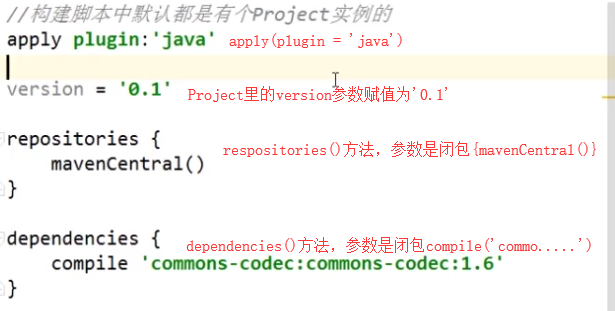 //构建脚本中默认都是有个Project实例的
apply plugin:'java' apply(plugin = 'java')
version = '0.1' Project里的version参数赋值为'0.1'
repositories {
respositories()方法，参数是闭包{mavenCentral()}
mavenCentral()
}
dependencies {
dependencies()方法，参数是闭包compile('commo.....')
compile 'commons-codec:commons-codec:1.6'
}